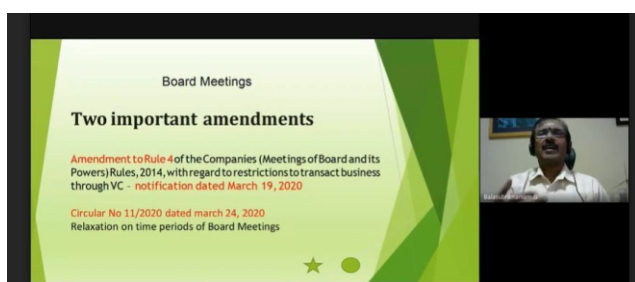 Board Meetings
Two important amendments
Amendment to Rule 4 of the Companies (Meetings of Board and its
Powers) Rules, 2014, with regard to restrictions to transact business
through VC - notification dated March 19, 2020
Circular No 11/2020 dated march 24, 2020
Relaxation on time periods of Board Meetings